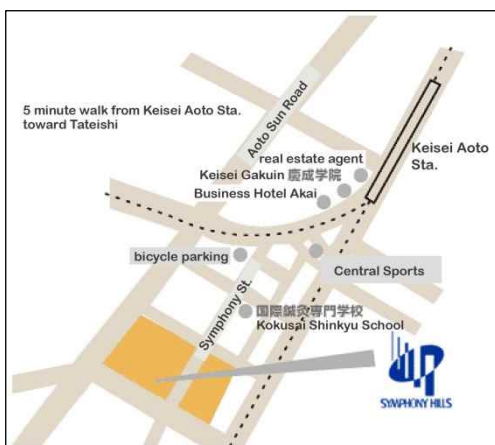 5 minute walk from Keisei Aoto Sta.
toward Tateishi
Aoto Sun Road
Keisei Aoto
Sta.
real estate agent
Keisei Gakuin 慶成学院
Business Hotel Akai
bicycle parking
Central Sports
Symphony St.
国際鍼灸専門学校
Kokusai Shinkyu School
SYMPHONY HILLS